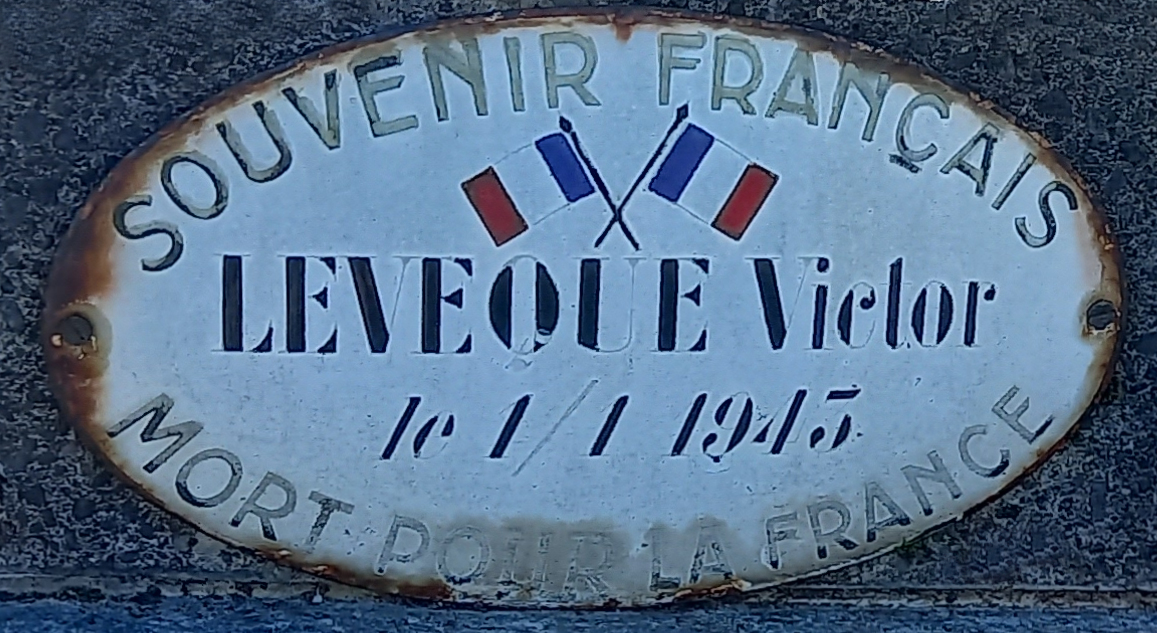 SOUVENIR FRANÇAIS
LEVEQUE Victor
le 1/1 1945
MORT POUR LA FRANCE